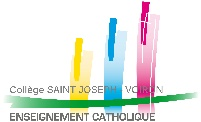 Collège SAINT JOSEPH - VOIRON
ENSEIGNEMENT CATHOLIQUE